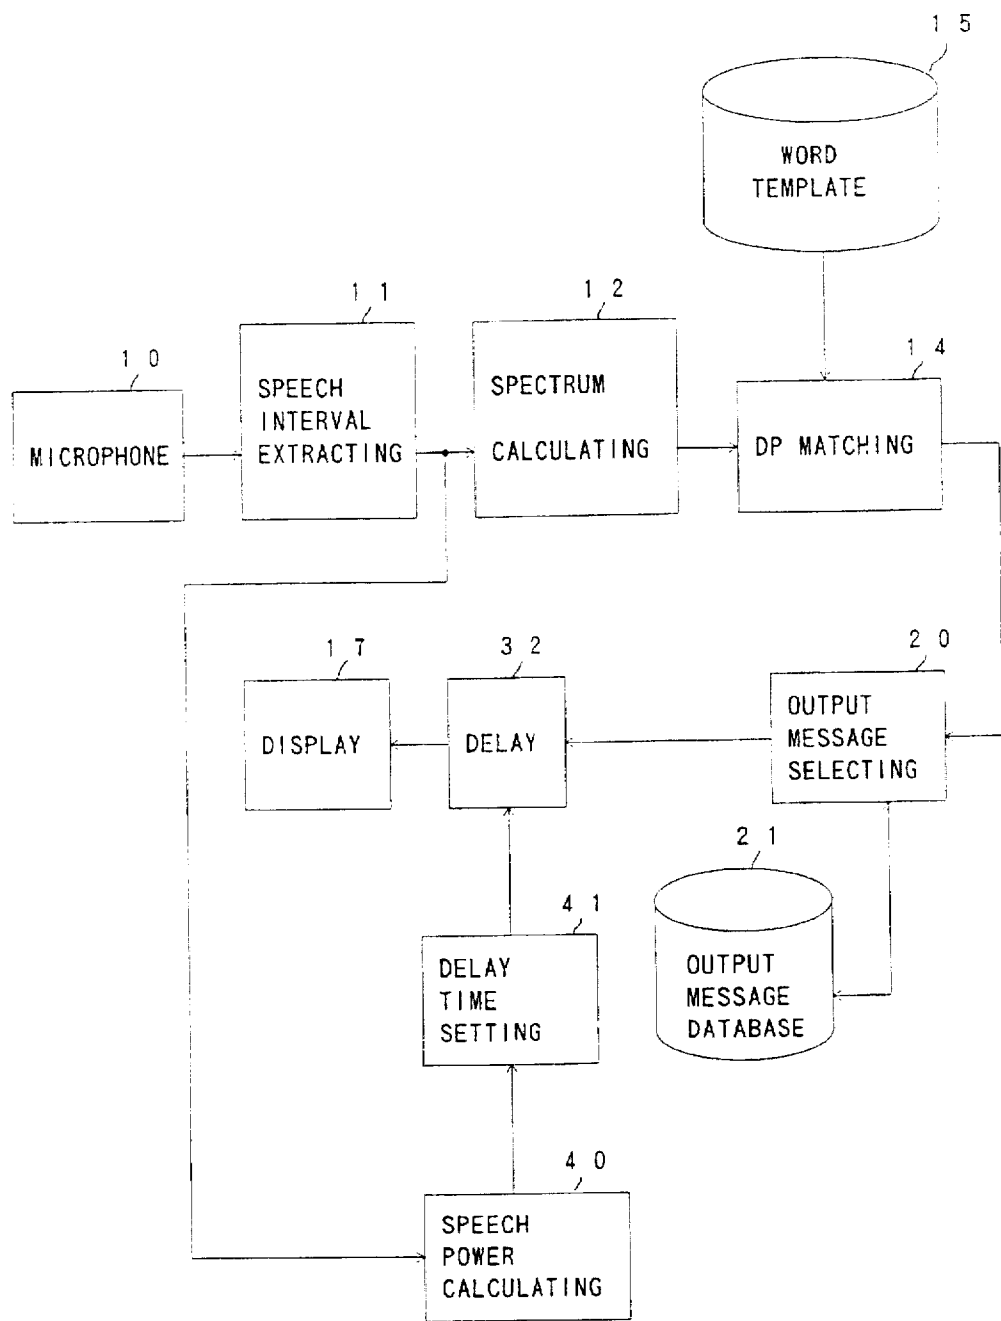 1 5
WORD
TEMPLATE
1 1
1 2
1 0
1 4
SPEECH
INTERVAL
EXTRACTING
SPECTRUM
CALCULATING
MICROPHONE
DP MATCHING
1 7
3 2
2 0
DISPLAY
DELAY
OUTPUT
MESSAGE
SELECTING
2 1
OUTPUT
MESSAGE
DATABASE
4 1
DELAY
TIME
SETTING
4 0
SPEECH
POWER
CALCULATING